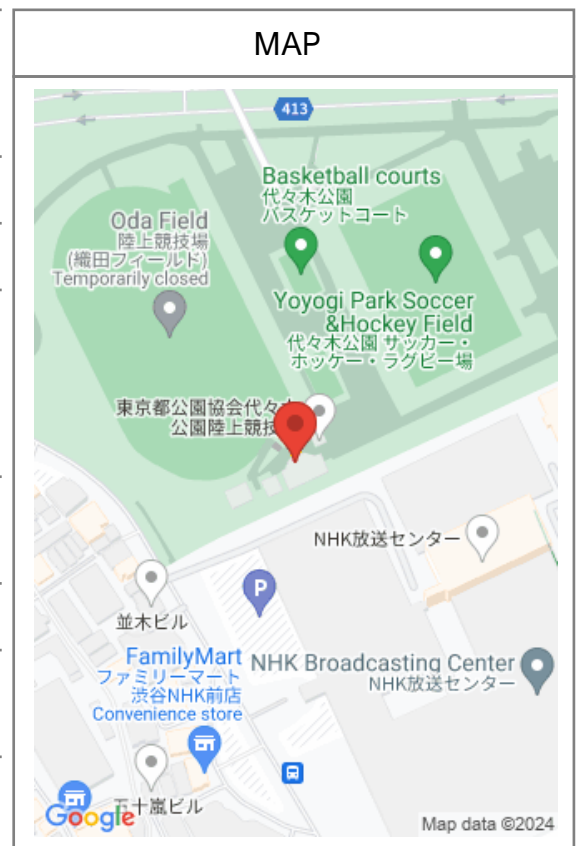 MAP
413
Basketball courts
代々木公園
バスケットコート
Oda Field
陸上競技場
(織田フィールド)
Temporarily closed
Yoyogi Park Soccer
&Hockey Field
代々木公園 サッカー・
ホッケー・ラグビー場
東京都公園協会代々
公園陸上競技
NHK放送センター
P
並木ビル
FamilyMart
ファミリーマート
渋谷NHK前店
Convenience store
NHK Broadcasting Center
NHK放送センター
十嵐ビル
Google
Map data ©2024